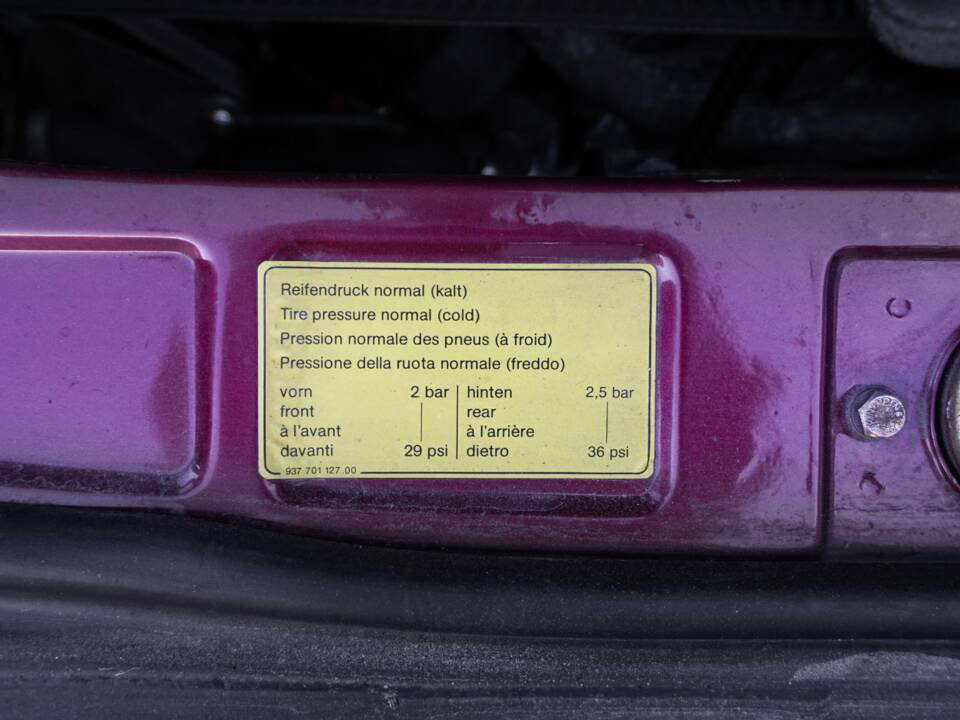 Reifendruck normal (kalt)
Tire pressure normal (cold)
Pression normale des pneus (à froid)
Pressione della ruota normale (freddo)
vorn 2 bar hinten 2,5 bar
front rear
à l'avant à l'arrière
davanti 29 psi dietro 36 psi
937 701 127.00